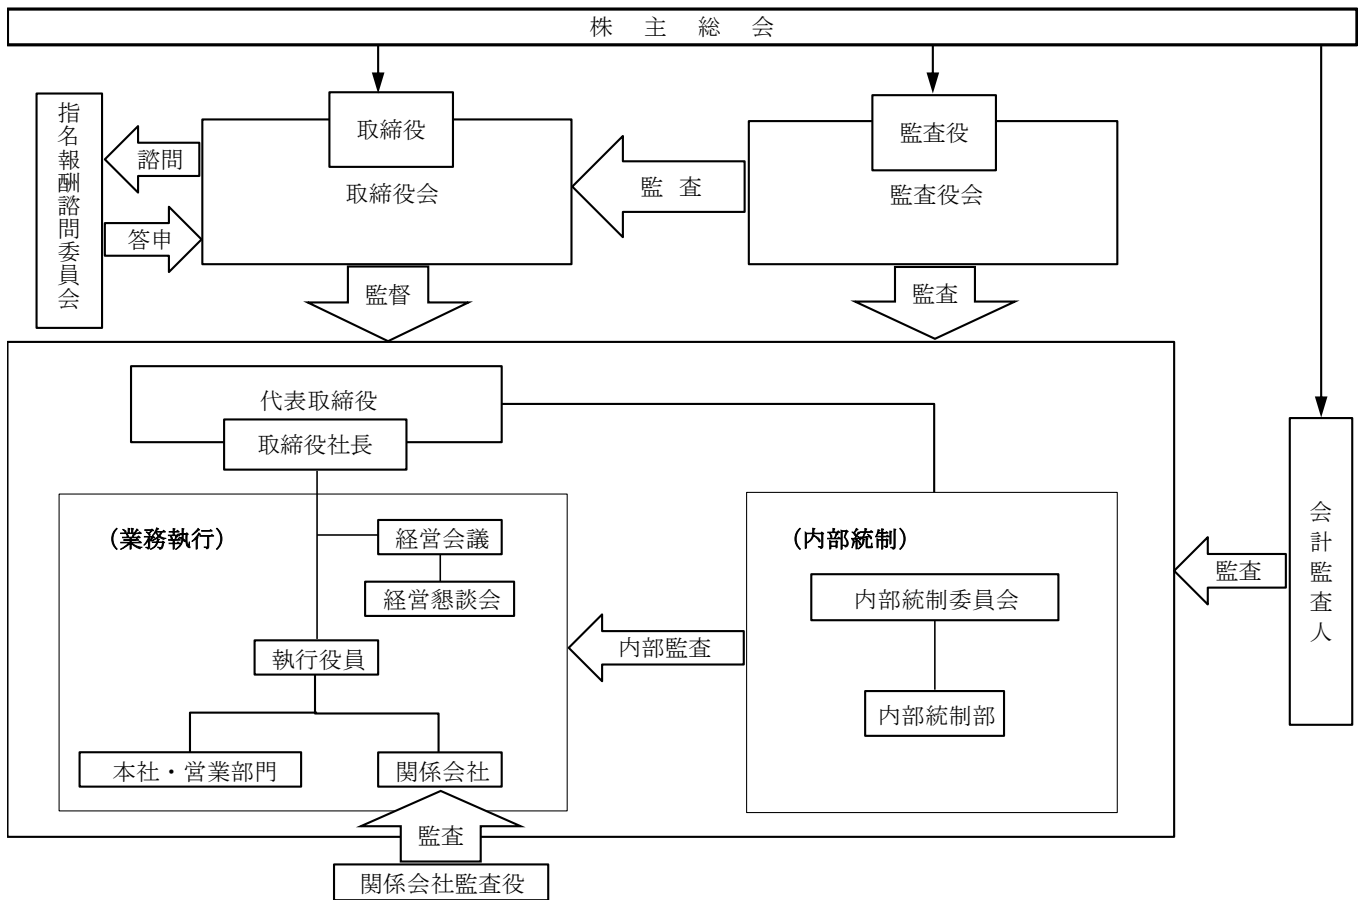 株主総会
取締役
監査役
指名報酬諮問委員会
諮問
答申
取締役会
監査
監査役会
監督
監査
代表取締役
取締役社長
(業務執行)
経営会議
経営懇談会
執行役員
本社・営業部門
関係会社
内部監査
(内部統制)
内部統制委員会
内部統制部
監査
会計監査人
監査
関係会社監査役